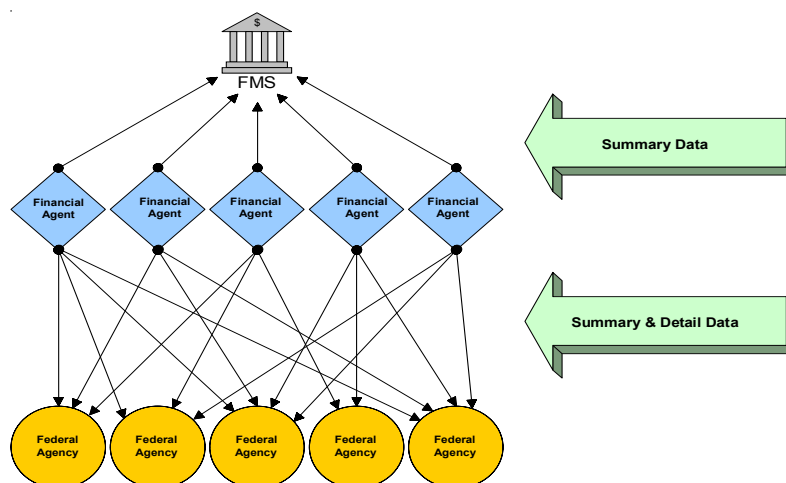 $
FMS
Summary Data
Financial
Agent
Financial
Agent
Financial
Agent
Financial
Agent
Financial
Agent
Summary & Detail Data
Federal
Agency
Federal
Agency
Federal
Agency
Federal
Agency
Federal
Agency